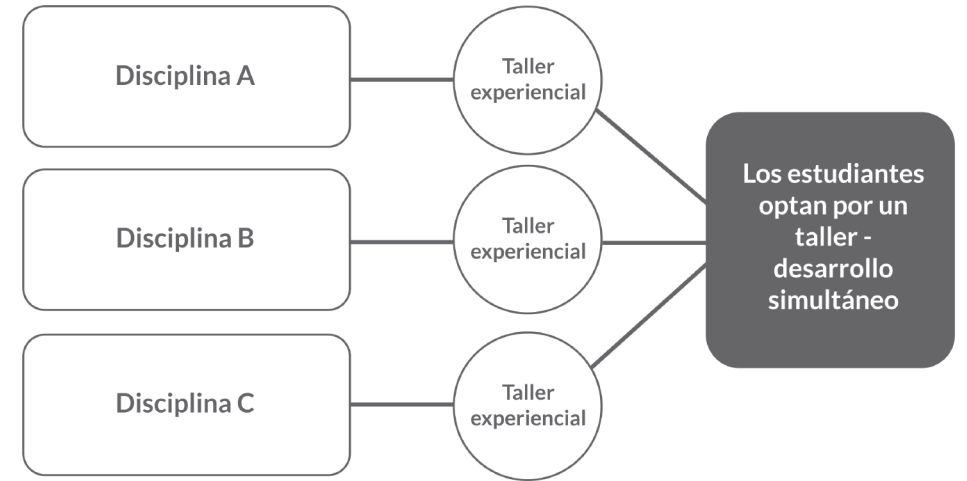 Disciplina A
Taller
experiencial
Disciplina B
Taller
experiencial
Disciplina C
Taller
experiencial
Los estudiantes
optan por un
taller -
desarrollo
simultáneo